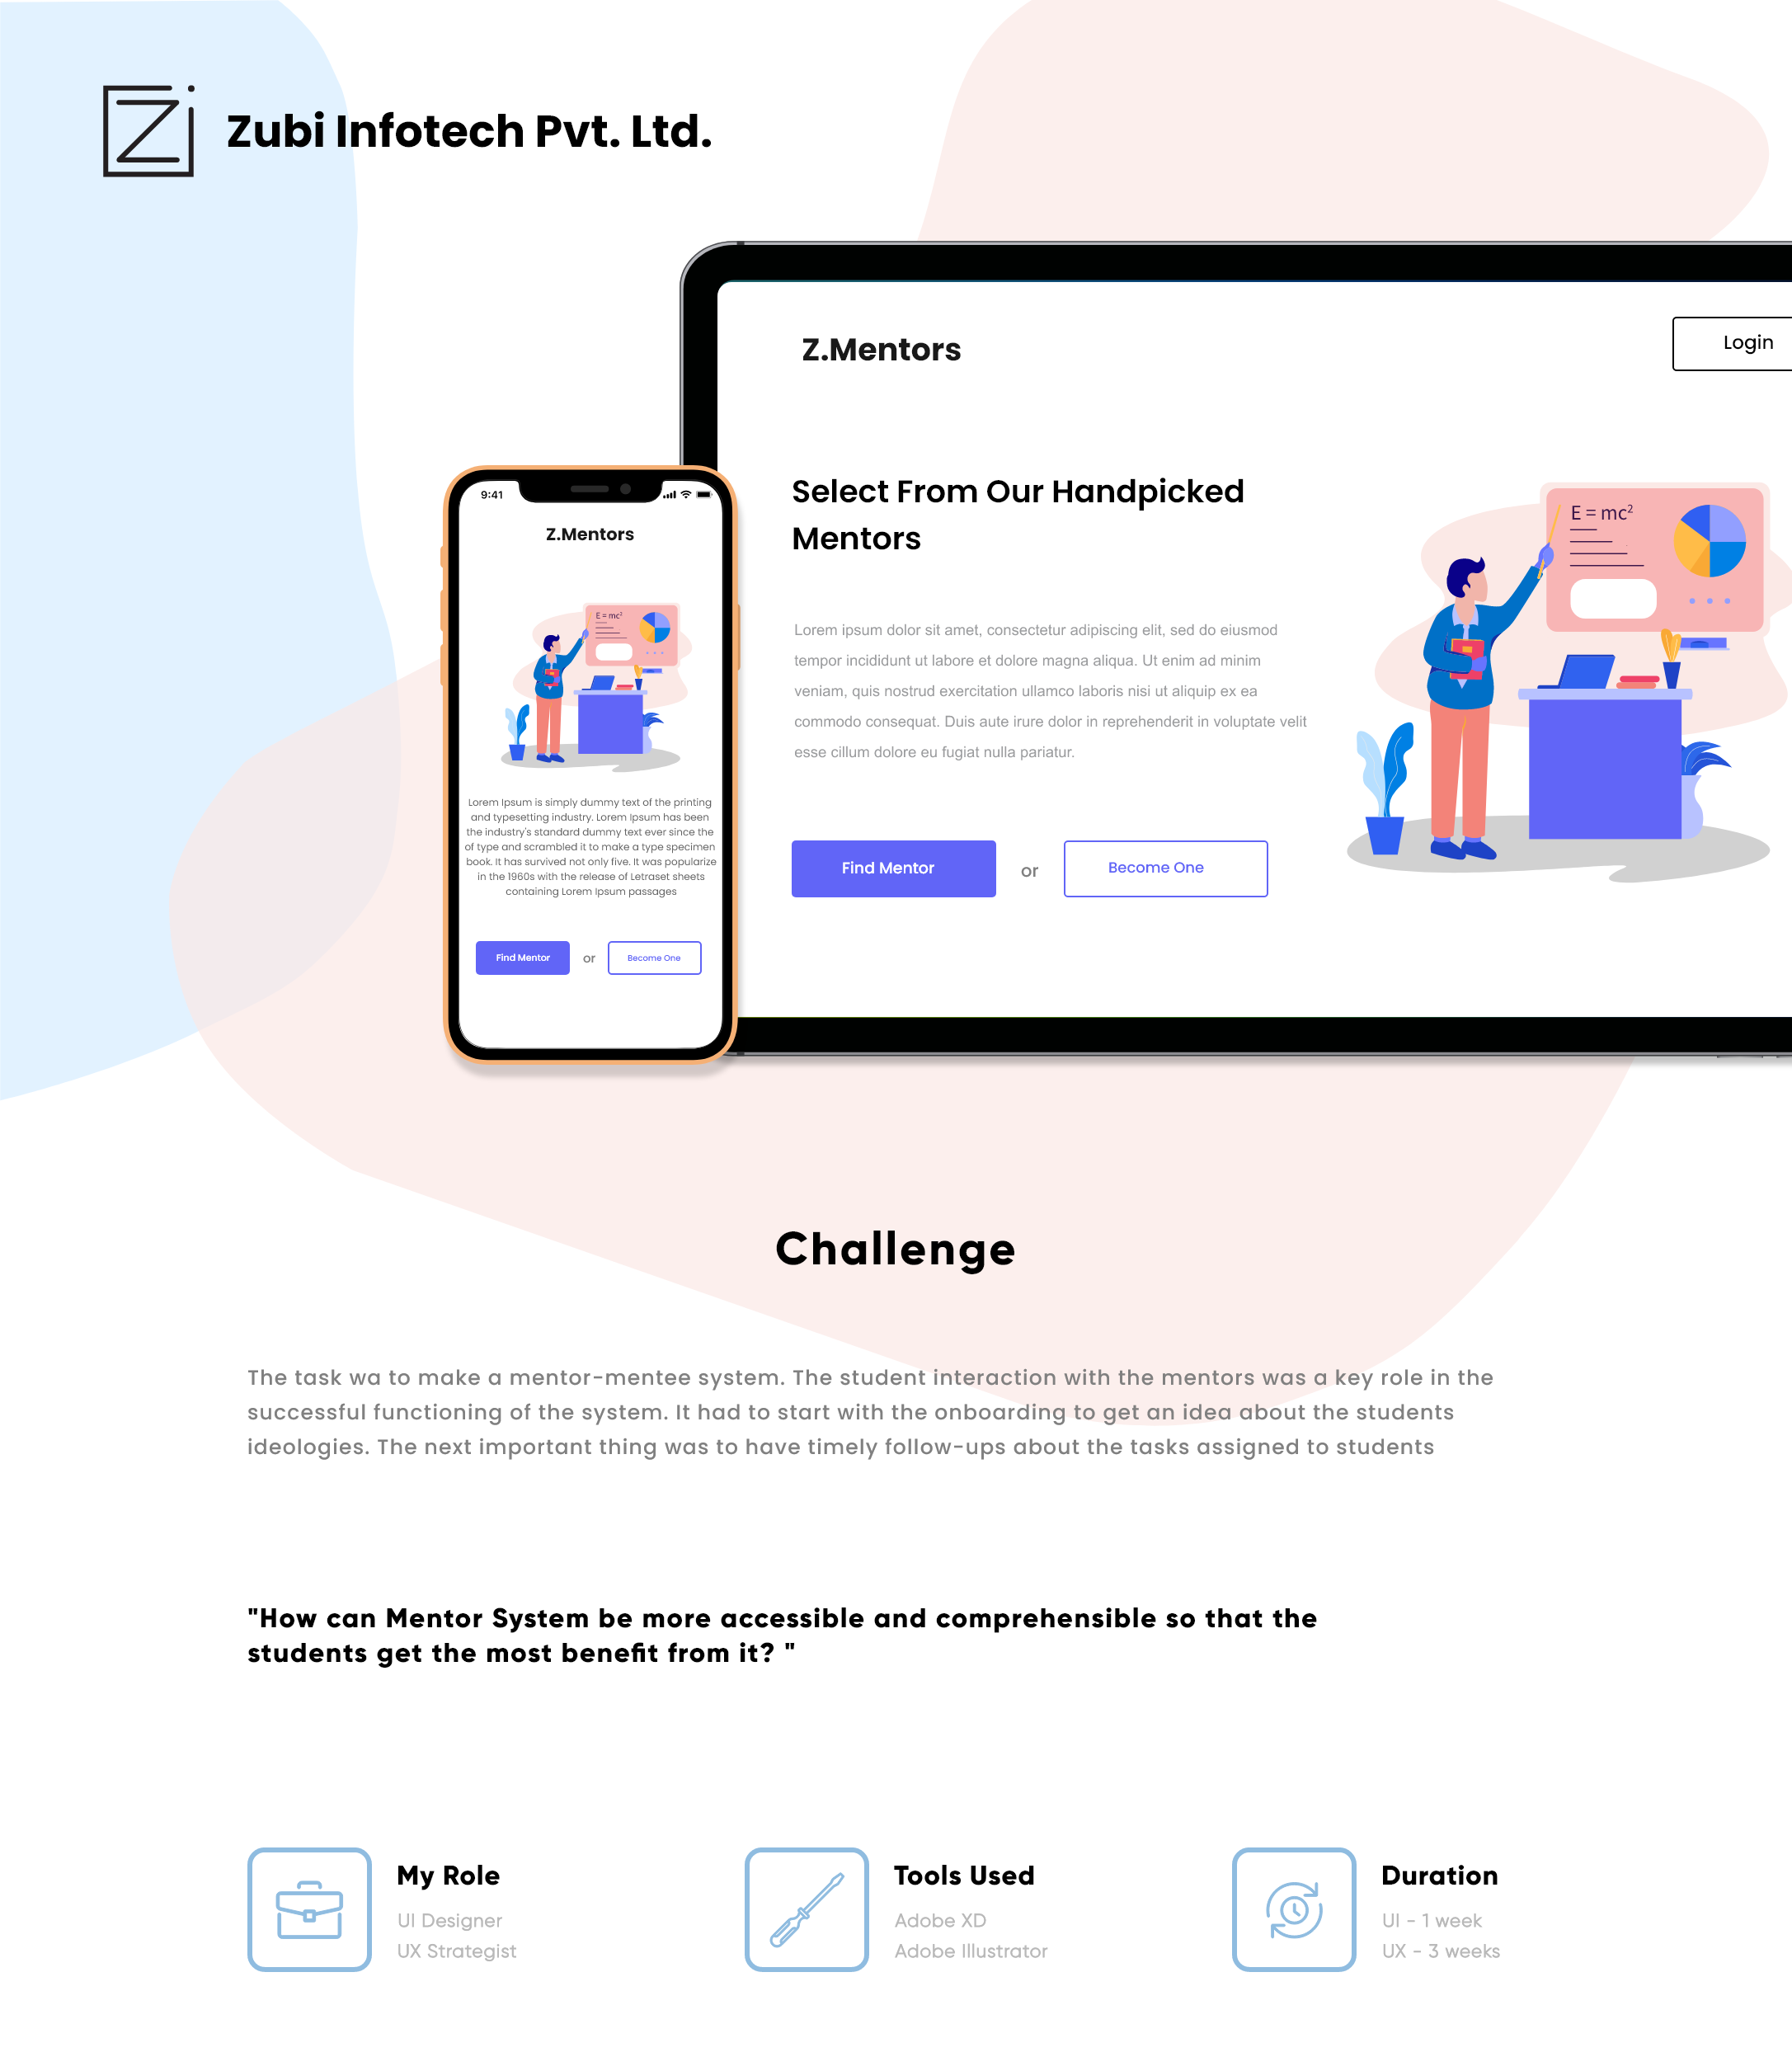 Zubi Infotech Pvt. Ltd.
Z.Mentors
Login
Select From Our Handpicked
Mentors
E = mc²
Lorem ipsum dolor sit amet, consectetur adipiscing elit, sed do eiusmod
tempor incididunt ut labore et dolore magna aliqua. Ut enim ad minim
veniam, quis nostrud exercitation ullamco laboris nisi ut aliquip ex ea
commodo consequat. Duis aute irure dolor in reprehenderit in voluptate velit
esse cillum dolore eu fugiat nulla pariatur.
Find Mentor
or
Become One
9:41
Z.Mentors
E = mc²
Lorem Ipsum is simply dummy text of the printing
and typesetting industry. Lorem Ipsum has been
the industry's standard dummy text ever since the
of type and scrambled it to make a type specimen
book. It has survived not only five. It was popularize
in the 1960s with the release of Letraset sheets
containing Lorem Ipsum passages
Find Mentor
or
Become One
Challenge
The task wa to make a mentor-mentee system. The student interaction with the mentors was a key role in the
successful functioning of the system. It had to start with the onboarding to get an idea about the students
ideologies. The next important thing was to have timely follow-ups about the tasks assigned to students
"How can Mentor System be more accessible and comprehensible so that the
students get the most benefit from it? "
My Role
UI Designer
UX Strategist
Tools Used
Adobe XD
Adobe Illustrator
Duration
UI - 1 week
UX - 3 weeks